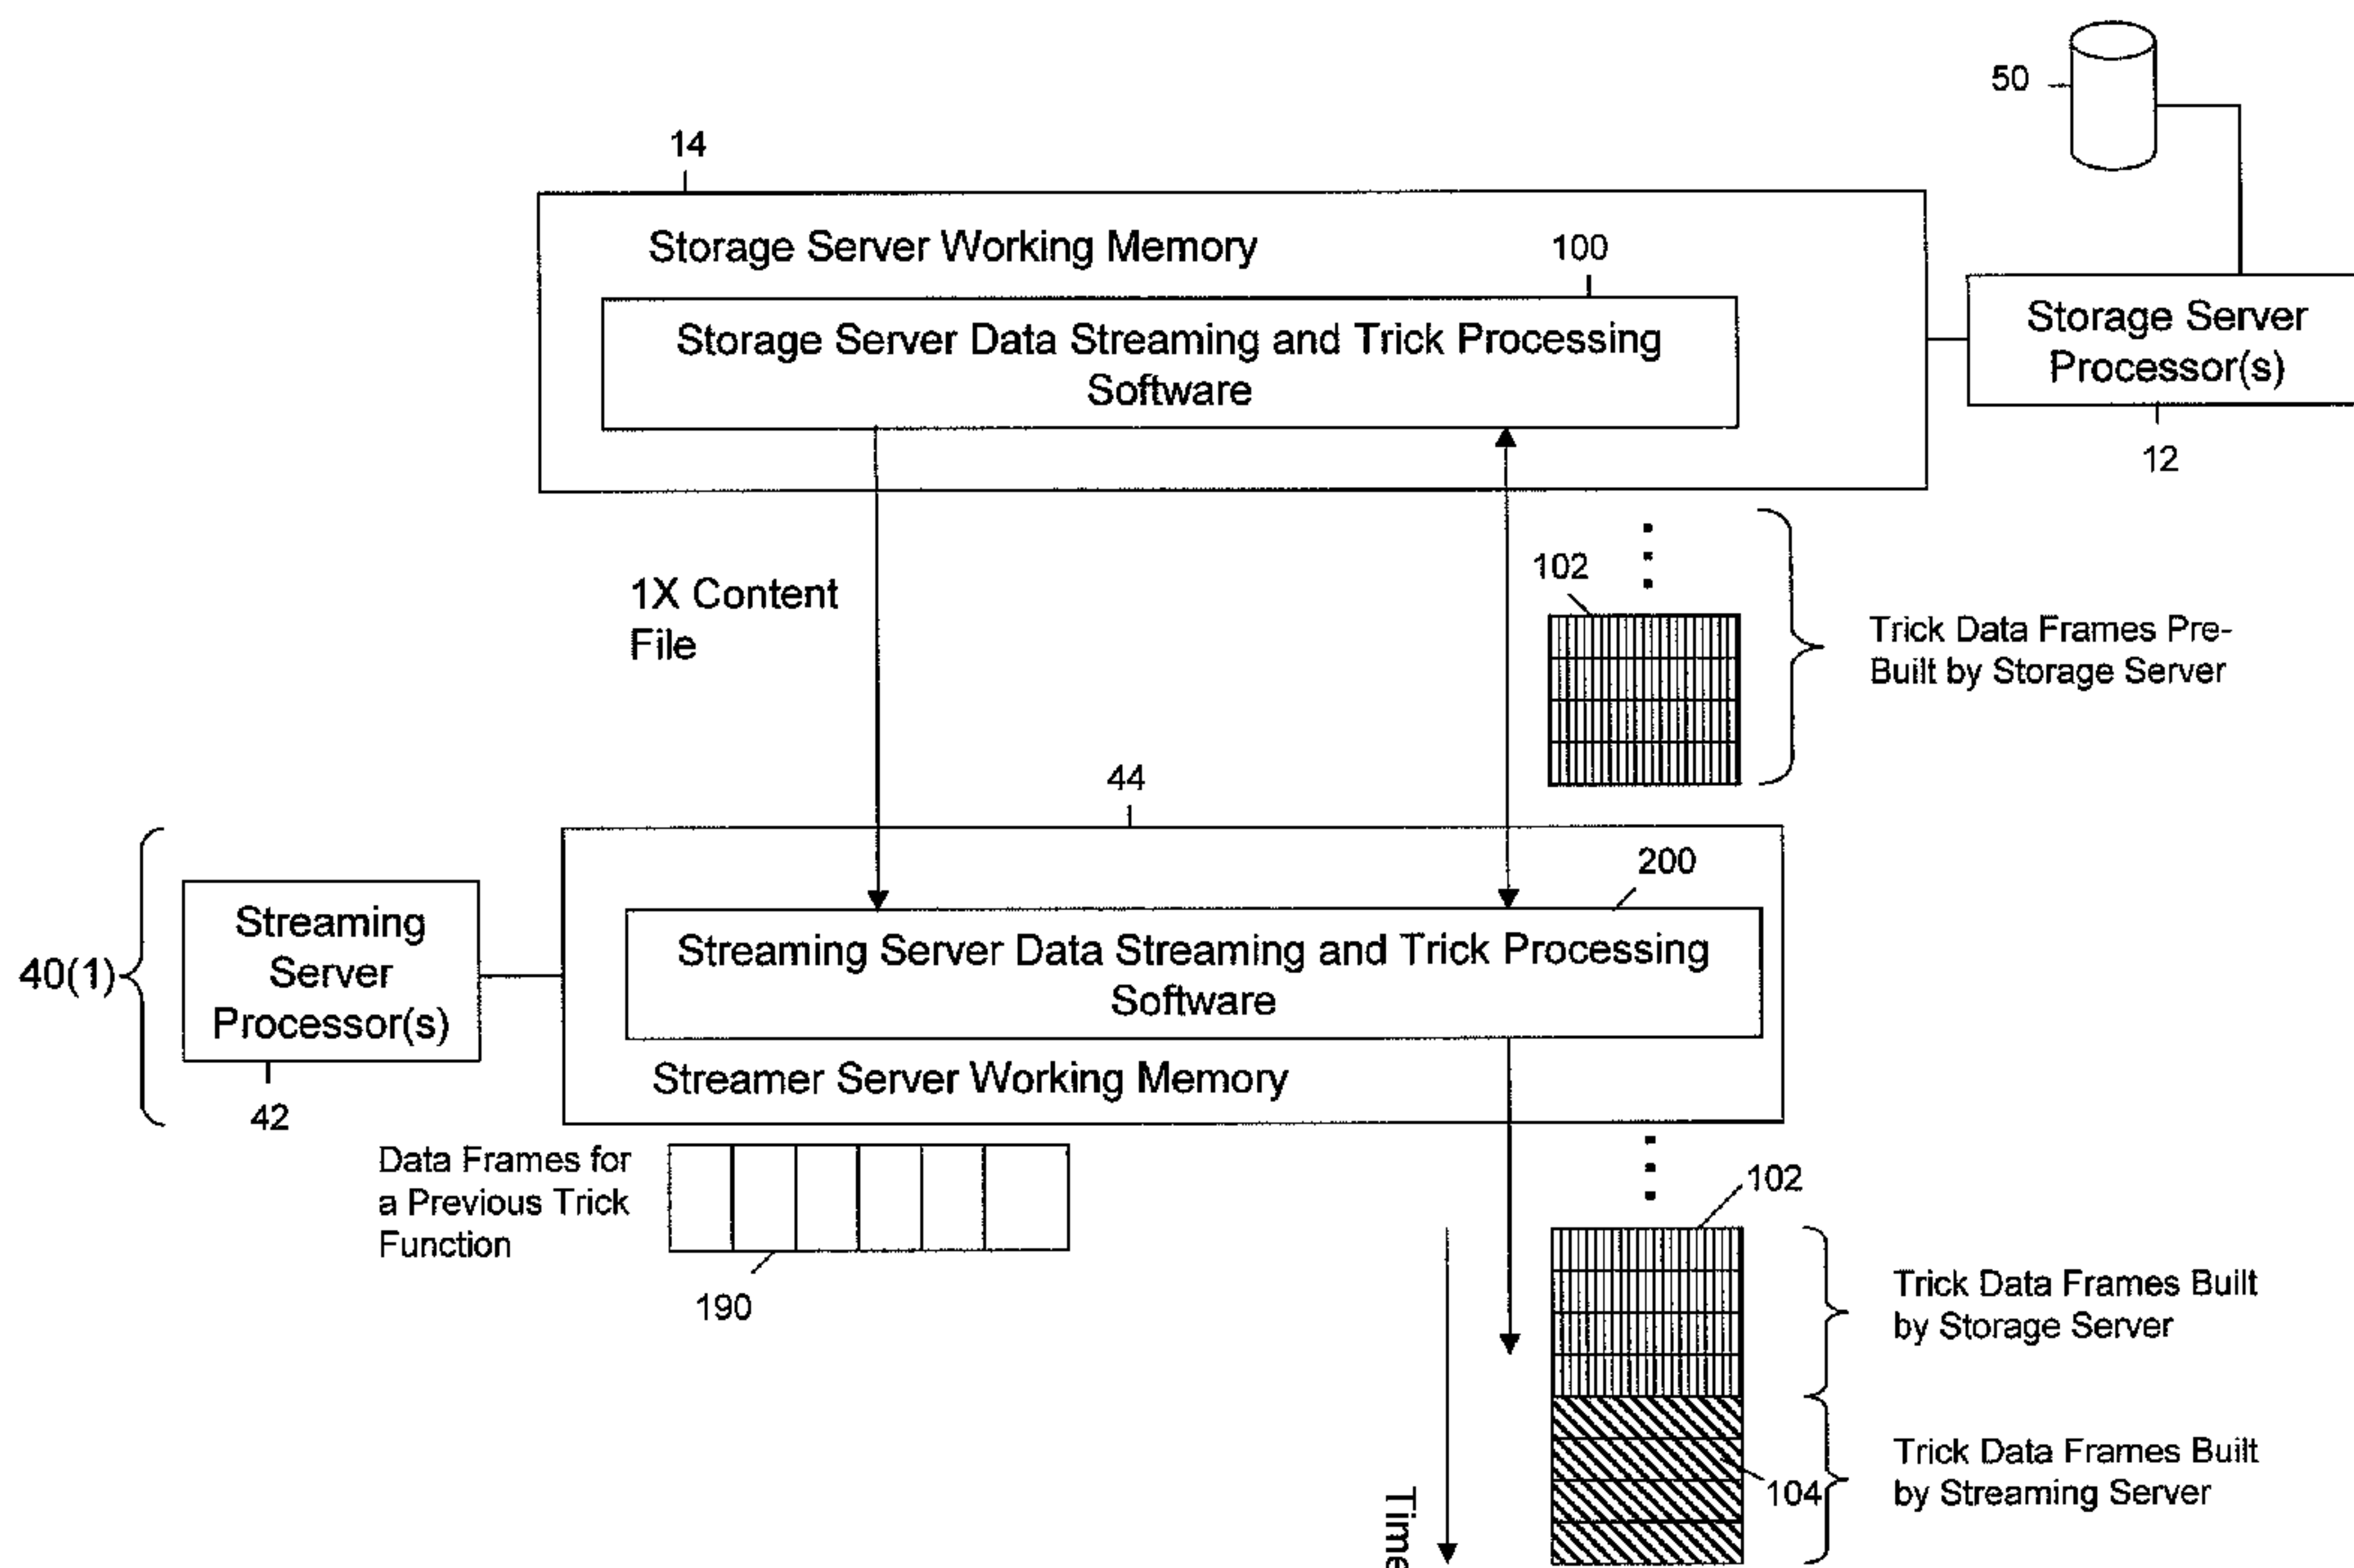 50
14
Storage Server Working Memory
100
Storage Server Data Streaming and Trick Processing
Software
Storage Server
Processor(s)
12
1X Content
File
102
Trick Data Frames Pre-
Built by Storage Server
44
200
40(1)
Streaming
Server
Processor(s)
42
Streaming Server Data Streaming and Trick Processing
Software
Streamer Server Working Memory
Data Frames for
a Previous Trick
Function
190
102
Trick Data Frames Built
by Storage Server
104
Trick Data Frames Built
by Streaming Server
Time